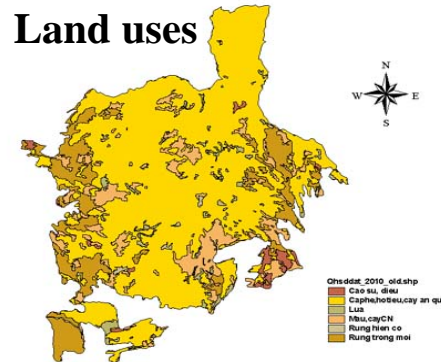 Land uses
N
W E
S
Qhsddat_2010_old.shp
Cao su, dieu
Caphe,hotieu,cay an qu
Lua
Mau,cayCN
Rung hien co
Rung trong moi